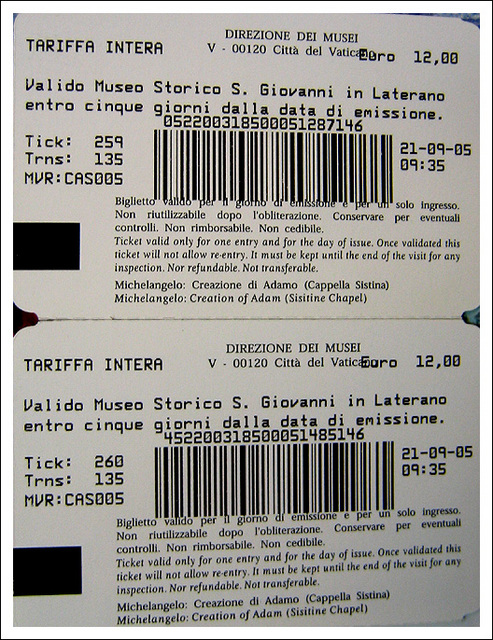 DIREZIONE DEI MUSEI
TARIFFA INTERA V - 00120 Città del Vaticano Euro 12,00
Valido Museo Storico S. Giovanni in Laterano
entro cinque giorni dalla data di emissione.
052200318500051287146
Tick: 259
Trns: 135
MVR:CAS005
21-09-05
09:35
Biglietto valido per il giorno di emissione e per un solo ingresso.
Non riutilizzabile dopo l'obliterazione. Conservare per eventuali
controlli. Non rimborsabile. Non cedibile.
Ticket valid only for one entry and for the day of issue. Once validated this
ticket will not allow re-entry. It must be kept until the end of the visit for any
inspection. Nor refundable. Not transferable.
Michelangelo: Creazione di Adamo (Cappella Sistina)
Michelangelo: Creation of Adam (Sisitine Chapel)
DIREZIONE DEI MUSEI
TARIFFA INTERA V - 00120 Città del Vaticano Euro 12,00
Valido Museo Storico S. Giovanni in Laterano
entro cinque giorni dalla data di emissione.
452200318500051485146
Tick: 260
Trns: 135
MVR:CAS005
21-09-05
09:35
Biglietto valido per il giorno di emissione e per un solo ingresso.
Non riutilizzabile dopo l'obliterazione. Conservare per eventuali
controlli. Non rimborsabile. Non cedibile.
Ticket valid only for one entry and for the day of issue. Once validated this
ticket will not allow re-entry. It must be kept until the end of the visit for any
inspection. Nor refundable. Not transferable.
Michelangelo: Creazione di Adamo (Cappella Sistina)
Michelangelo: Creation of Adam (Sisitine Chapel)